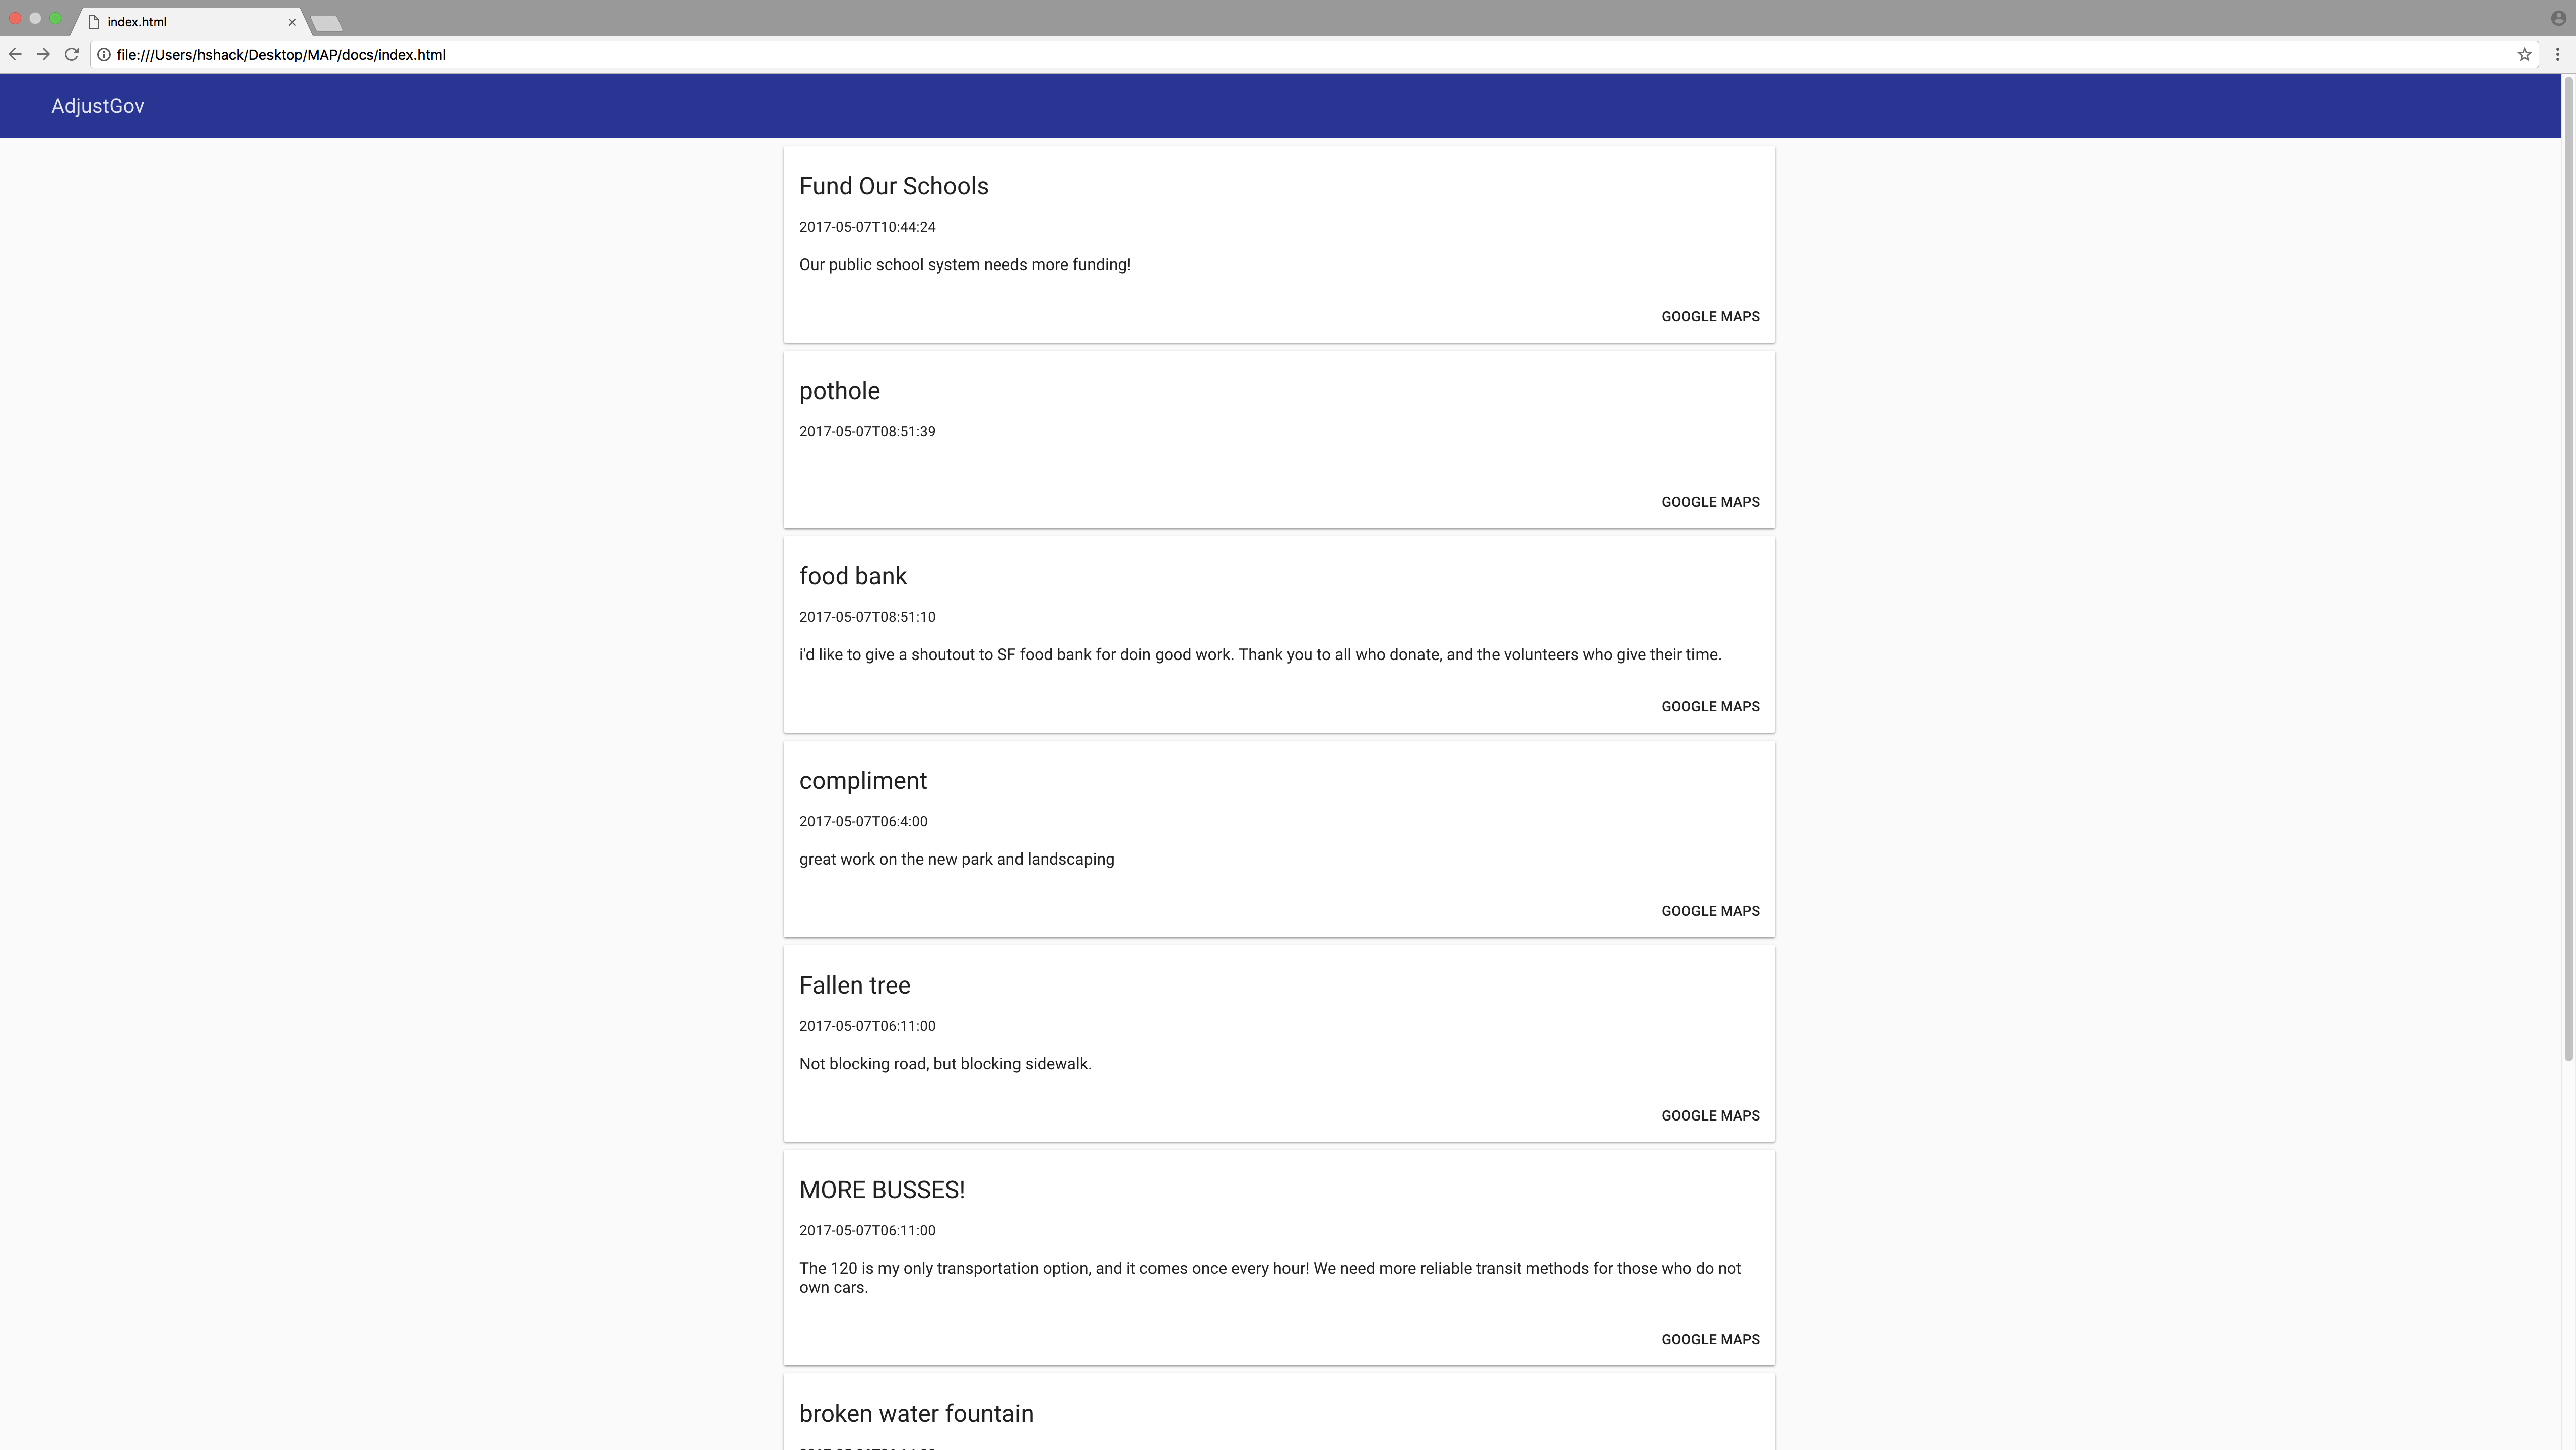 index.html
file:///Users/hshack/Desktop/MAP/docs/index.html
AdjustGov
Fund Our Schools
2017-05-07T10:44:24
Our public school system needs more funding!
GOOGLE MAPS
pothole
2017-05-07T08:51:39
GOOGLE MAPS
food bank
2017-05-07T08:51:10
i'd like to give a shoutout to SF food bank for doin good work. Thank you to all who donate, and the volunteers who give their time.
GOOGLE MAPS
compliment
2017-05-07T06:4:00
great work on the new park and landscaping
GOOGLE MAPS
Fallen tree
2017-05-07T06:11:00
Not blocking road, but blocking sidewalk.
GOOGLE MAPS
MORE BUSSES!
2017-05-07T06:11:00
The 120 is my only transportation option, and it comes once every hour! We need more reliable transit methods for those who do not
own cars.
GOOGLE MAPS
broken water fountain